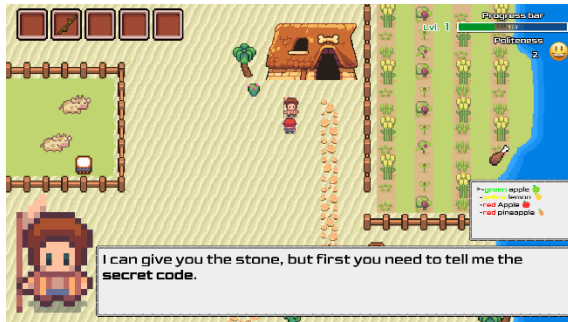 Progress bar
Lvl. 1
Politeness
2
>-green apple
-yellow lemon
-red Apple
-red pineapple
I can give you the stone, but first you need to tell me the
secret code.